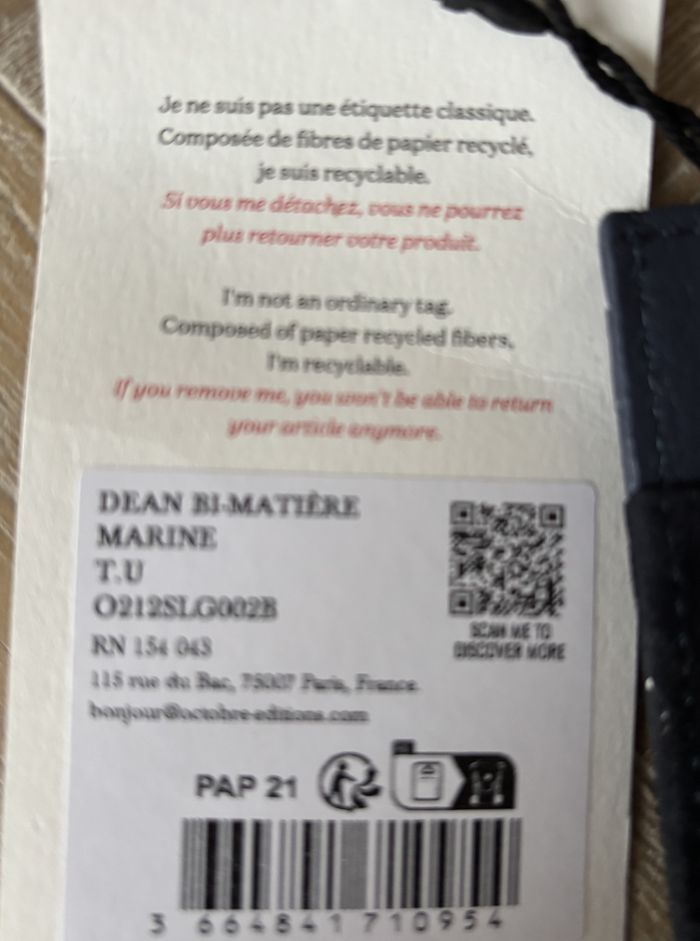 Je ne suis pas une étiquette classique.
Composée de fibres de papier recyclé,
je suis recyclable.
Si vous me détachez, vous ne pourrez
plus retourner votre produit.
I'm not an ordinary tag.
Composed of paper recycled fibers,
I'm recyclable.
If you remove me, you won't be able to return
your article anymore.
DEAN BI-MATIÈRE
MARINE
T.U
O212SLG002B
RN 154 043
115 rue du Bac, 75007 Paris, France
bonjour@octobre-editions.com
SCAN ME TO
DISCOVER MORE
PAP 21
3 664841 710954